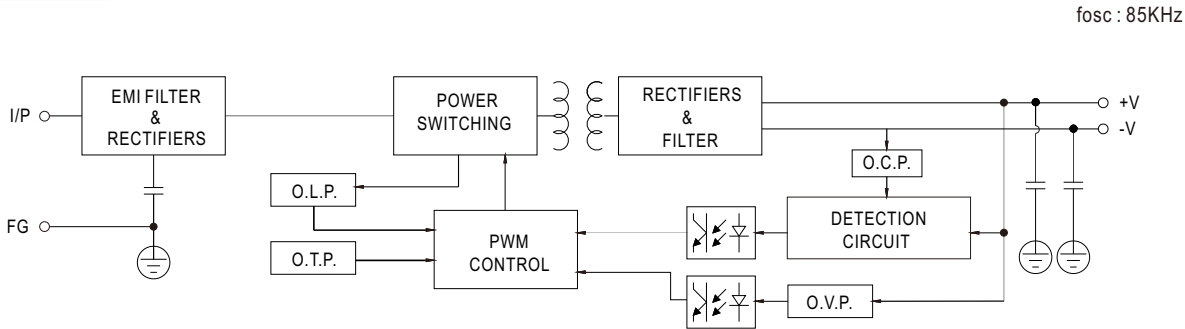 fosc : 85KHz
I/P
EMI FILTER
&
RECTIFIERS
POWER
SWITCHING
RECTIFIERS
&
FILTER
+V
-V
O.C.P.
O.L.P.
FG
O.T.P.
PWM
CONTROL
DETECTION
CIRCUIT
O.V.P.